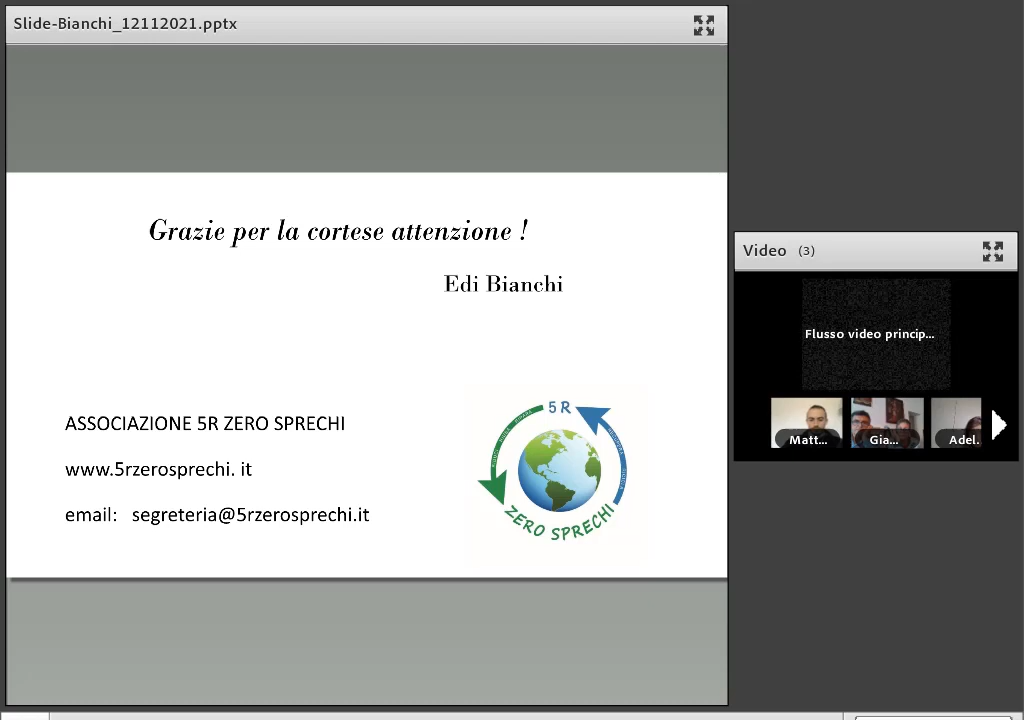 Slide-Bianchi_12112021.pptx
Grazie per la cortese attenzione !
Edi Bianchi
ASSOCIAZIONE 5R ZERO SPRECHI
www.5rzerosprechi. it
email: segreteria@5rzerosprechi.it
5R
ZERO SPRECHI
Video (3)
Flusso video princip...
Matt...
Gia...
Adel.